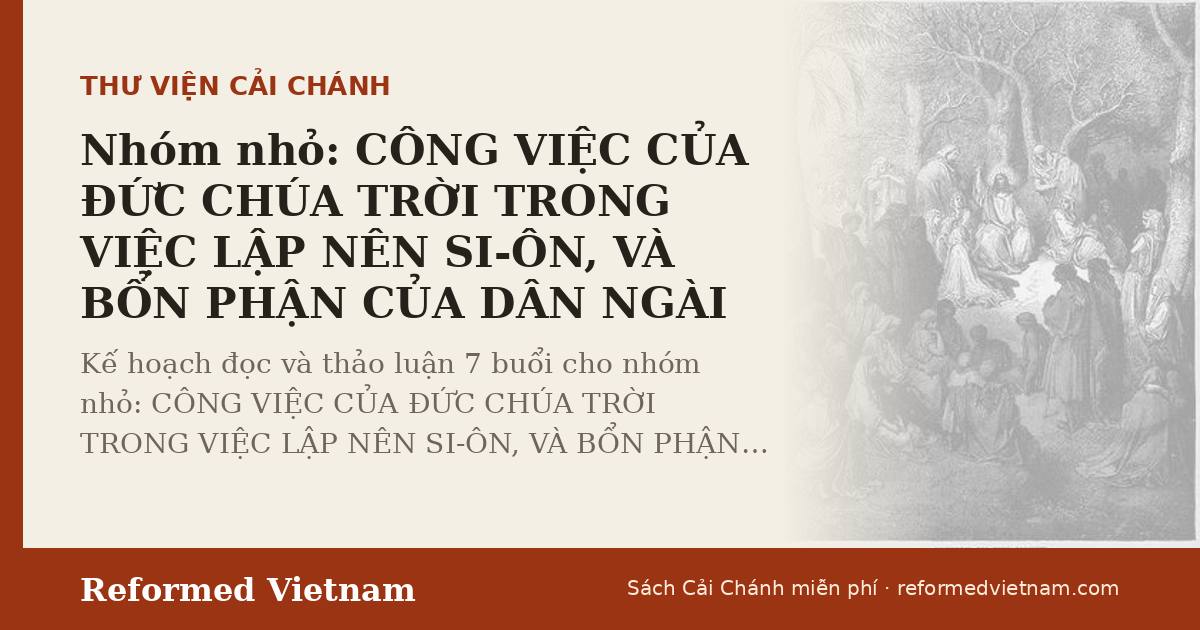 THƯ VIỆN CẢI CHÁNH
Nhóm nhỏ: CÔNG VIỆC CỦA
ĐỨC CHÚA TRỜI TRONG
VIỆC LẬP NÊN SI-ÔN, VÀ
BỔN PHẬN CỦA DÂN NGÀI
Kế hoạch đọc và thảo luận 7 buổi cho nhóm
nhỏ: CÔNG VIỆC CỦA ĐỨC CHÚA TRỜI
TRONG VIỆC LẬP NÊN SI-ÔN, VÀ BỔN PHẬN…
Reformed Vietnam
Sách Cải Chánh miễn phí · reformedvietnam.com